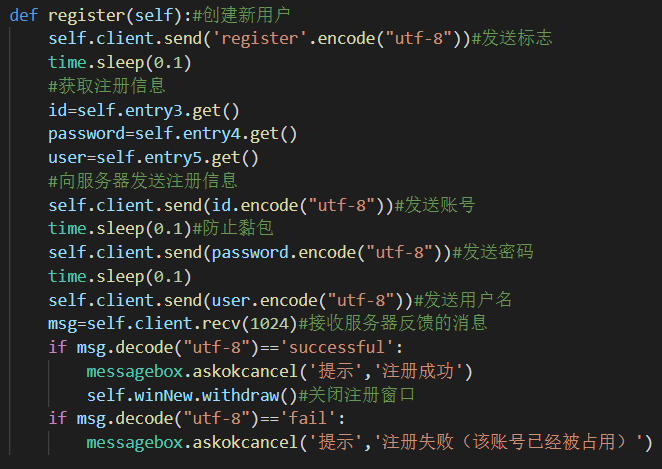 def register(self):#创建新用户
    self.client.send('register'.encode("utf-8"))#发送标志
    time.sleep(0.1)
    #获取注册信息
    id=self.entry3.get()
    password=self.entry4.get()
    user=self.entry5.get()
    #向服务器发送注册信息
    self.client.send(id.encode("utf-8"))#发送账号
    time.sleep(0.1)#防止黏包
    self.client.send(password.encode("utf-8"))#发送密码
    time.sleep(0.1)
    self.client.send(user.encode("utf-8"))#发送用户名
    msg=self.client.recv(1024)#接收服务器反馈的消息
    if msg.decode("utf-8")=='successful':
        messagebox.askokcancel('提示','注册成功')
        self.winNew.withdraw()#关闭注册窗口
    if msg.decode("utf-8")=='fail':
        messagebox.askokcancel('提示','注册失败（该账号已经被占用）')